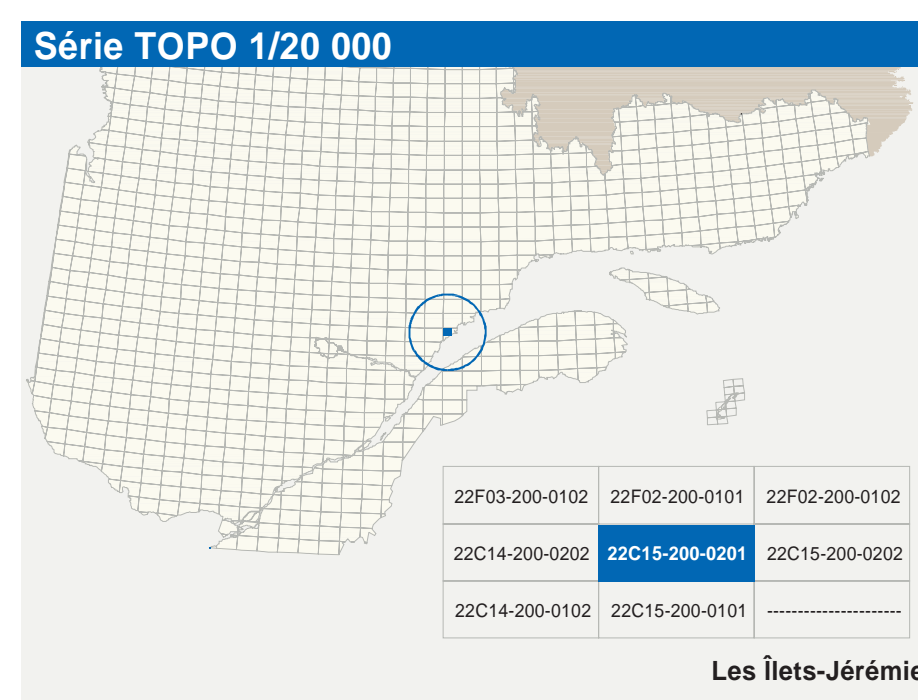 Série TOPO 1/20 000
22F03-200-0102 22F02-200-0101 22F02-200-0102
22C14-200-0202 22C15-200-0201 22C15-200-0202
22C14-200-0102 22C15-200-0101 ----------------------
Les Îlets-Jérémie